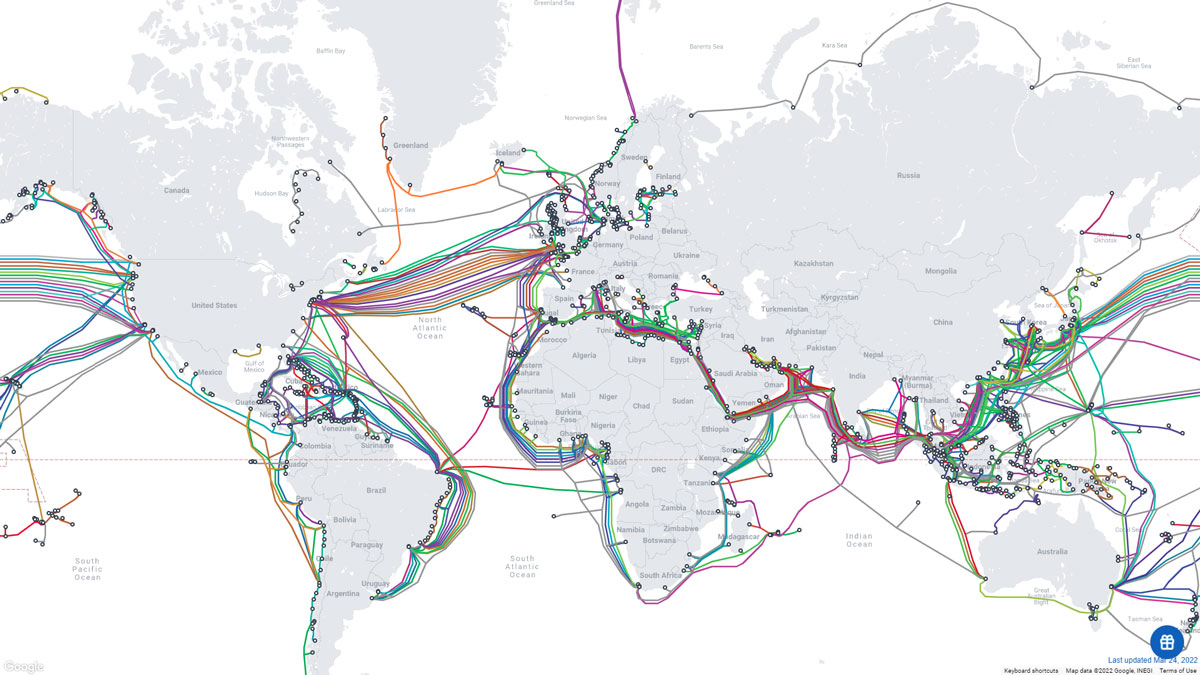 Greenland Sea
Barents Sea
Kara Sea
East
Siberian Sea
Baffin Bay
Norwegian Sea
Northwestern
Passages
Greenland
Iceland
Sweden
Finland
Norway
Russia
Canada
Hudson Bay
Labrador Sea
Okhotsk
Poland
Belarus
Germany
Ukraine
Austria
France
Romania
Kazakhstan
Mongolia
Italy
Spain
Kyrgyzstan
United States
North
Atlantic
Ocean
Turkey
Turkmenistan
China
Syria
Iraq
Iran
Afghanistan
Pakistan
Morocco
Algeria
Libya
Egypt
Nepal
Gulf of
Mexico
Mexico
Western
Sahara
Saudi Arabia
India
Myanmar
(Burma)
Cuba
Mauritania
Mali
Niger
Chad
Sudan
Oman
Yemen
Arabian Sea
Thailand
Burkina
Faso
Guinea
Nigeria
Ghana
Ethiopia
Venezuela
Suriname
Colombia
Gabon
DRC
Kenya
Tanzania
Peru
Brazil
Angola
Zambia
Mozambique
Bolivia
Namibia
Zimbabwe
Botswana
Madagascar
Paraguay
Chile
South
Pacific
Ocean
South
Atlantic
Ocean
Indian
Ocean
Australia
South Africa
Uruguay
Argentina
Great
Australian
Bight
Tasman Sea
Google
Last updated Mar 24, 2022
Keyboard shortcuts Map data ©2022 Google, INEGI Terms of Use